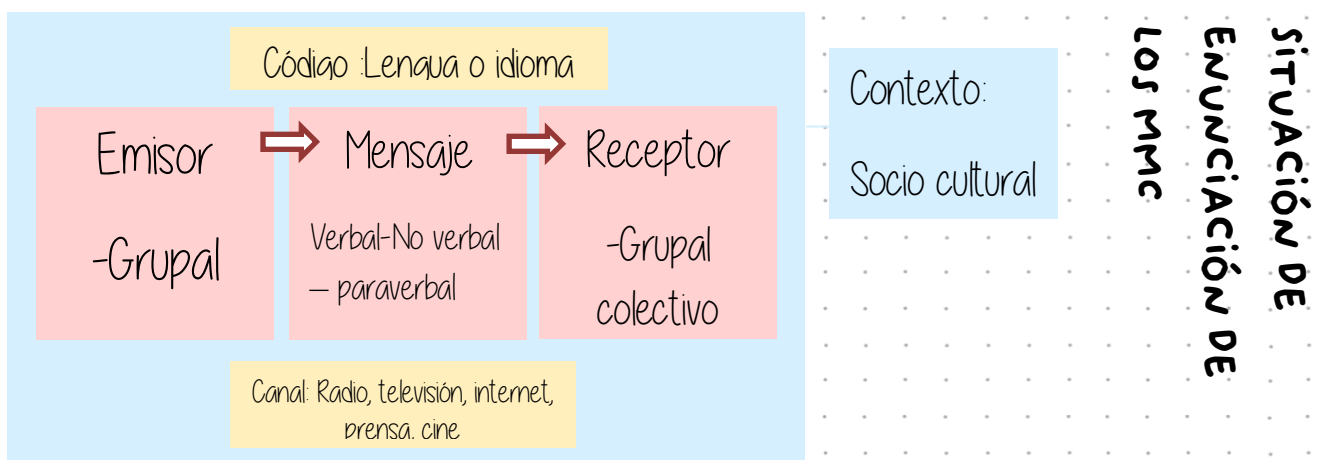 Código :Lengua o idioma
Emisor
-Grupal
Mensaje
Verbal-No verbal
– paraverbal
Receptor
-Grupal
colectivo
Canal: Radio, televisión, internet,
prensa. cine
Contexto:
Socio cultural
SITUACIÓN DE
ENUNCIACIÓN DE
LOS MMC